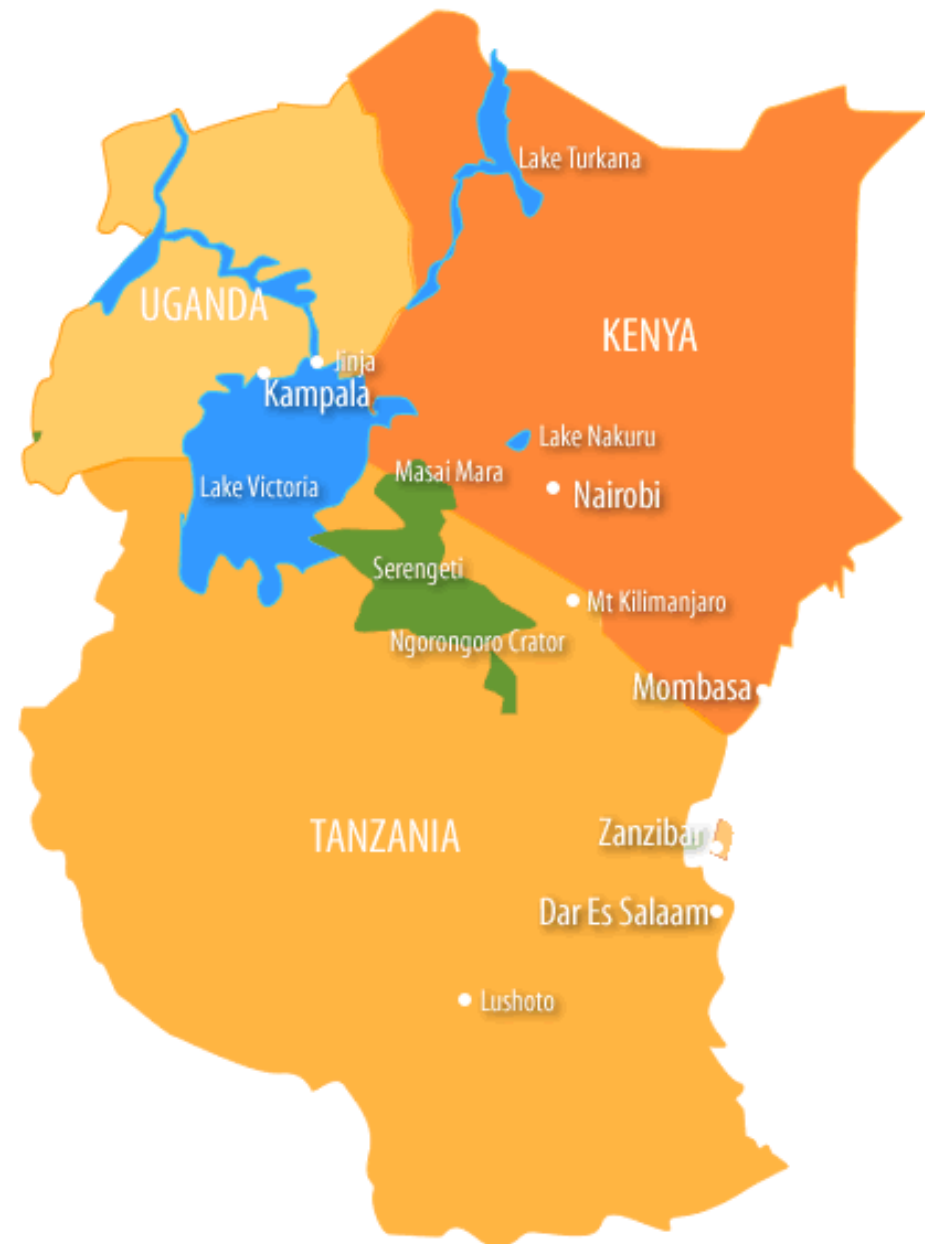 Lake Turkana
UGANDA
KENYA
Jinja
Kampala
Lake Nakuru
Masai Mara
Lake Victoria
Nairobi
Serengeti
Mt Kilimanjaro
Ngorongoro Crator
Mombasa
Zanzibar
TANZANIA
Dar Es Salaam
Lushoto